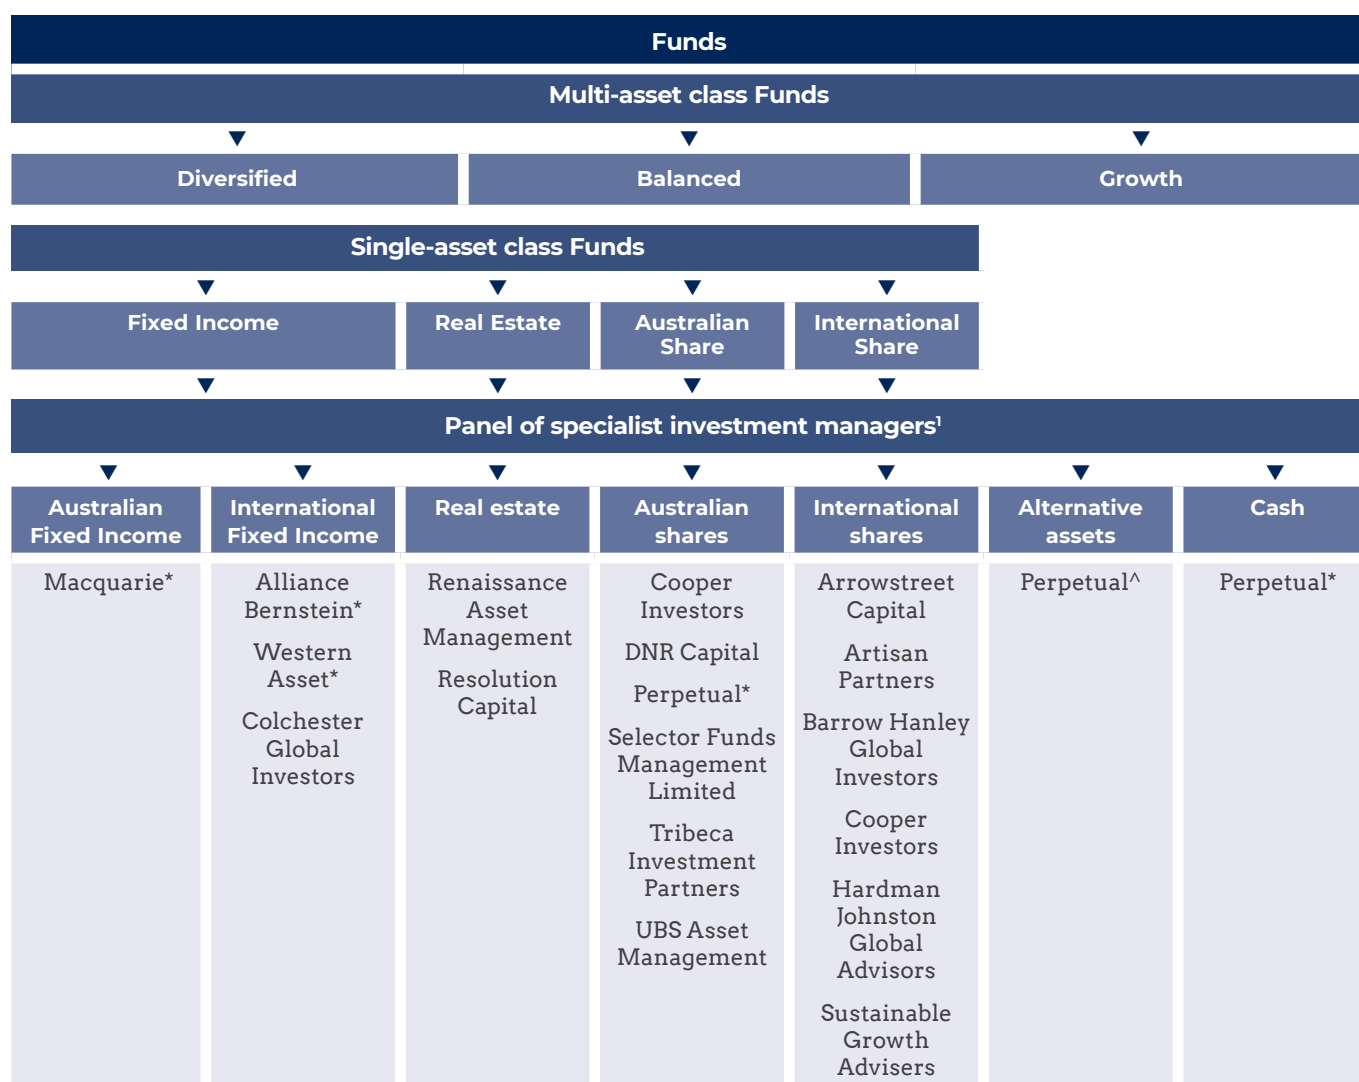 Funds
Multi-asset class Funds
Diversified
Balanced
Growth
Single-asset class Funds
Fixed Income
Real Estate
Australian
Share
International
Share
Panel of specialist investment managers¹
Australian
Fixed Income
International
Fixed Income
Real estate
Australian
shares
International
shares
Alternative
assets
Cash
Macquarie*
Alliance
Bernstein*
Western
Asset*
Colchester
Global
Investors
Renaissance
Asset
Management
Resolution
Capital
Cooper
Investors
DNR Capital
Perpetual*
Selector Funds
Management
Limited
Tribeca
Investment
Partners
UBS Asset
Management
Arrowstreet
Capital
Artisan
Partners
Barrow Hanley
Global
Investors
Cooper
Investors
Hardman
Johnston
Global
Advisors
Sustainable
Growth
Advisers
Perpetual^
Perpetual*